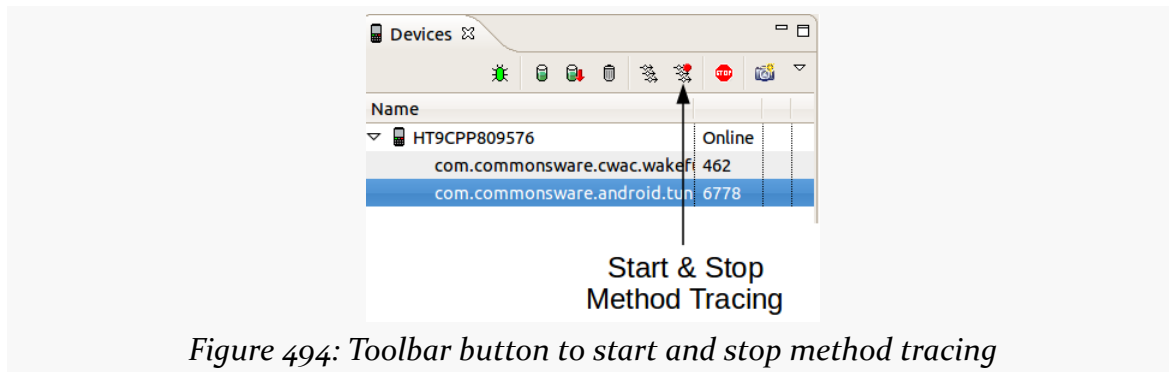 Devices
STOP
Name
HT9CPP809576 Online
com.commonsware.cwac.wakef 462
com.commonsware.android.tun 6778
Start & Stop
Method Tracing
Figure 494: Toolbar button to start and stop method tracing